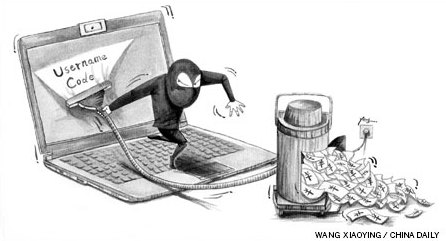 Username
Code
WANG XIAOYING / CHINA DAILY